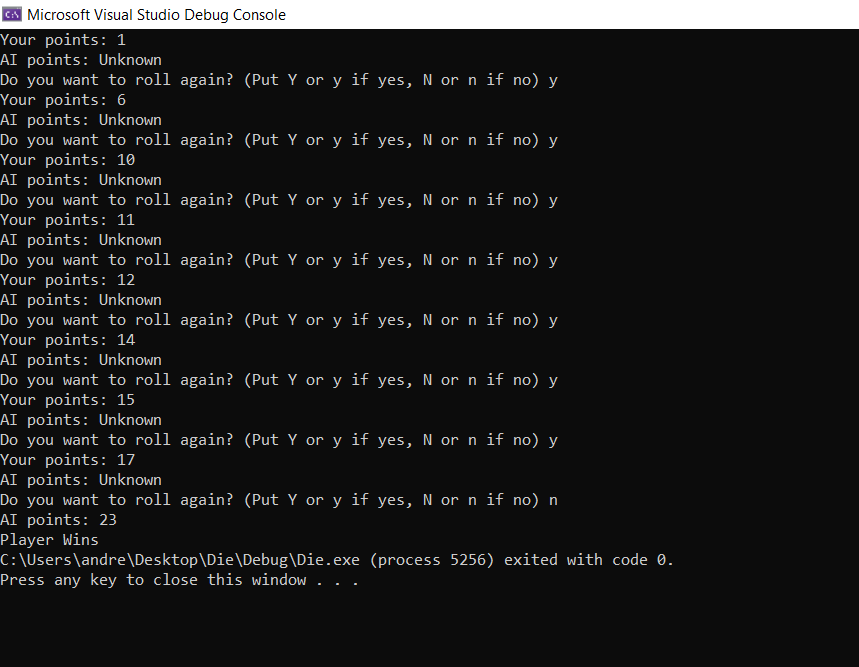 Microsoft Visual Studio Debug Console
Your points: 1
AI points: Unknown
Do you want to roll again? (Put Y or y if yes, N or n if no) y
Your points: 6
AI points: Unknown
Do you want to roll again? (Put Y or y if yes, N or n if no) y
Your points: 10
AI points: Unknown
Do you want to roll again? (Put Y or y if yes, N or n if no) y
Your points: 11
AI points: Unknown
Do you want to roll again? (Put Y or y if yes, N or n if no) y
Your points: 12
AI points: Unknown
Do you want to roll again? (Put Y or y if yes, N or n if no) y
Your points: 14
AI points: Unknown
Do you want to roll again? (Put Y or y if yes, N or n if no) y
Your points: 15
AI points: Unknown
Do you want to roll again? (Put Y or y if yes, N or n if no) y
Your points: 17
AI points: Unknown
Do you want to roll again? (Put Y or y if yes, N or n if no) n
AI points: 23
Player Wins
C:\Users\andre\Desktop\Die\Debug\Die.exe (process 5256) exited with code 0.
Press any key to close this window . . .